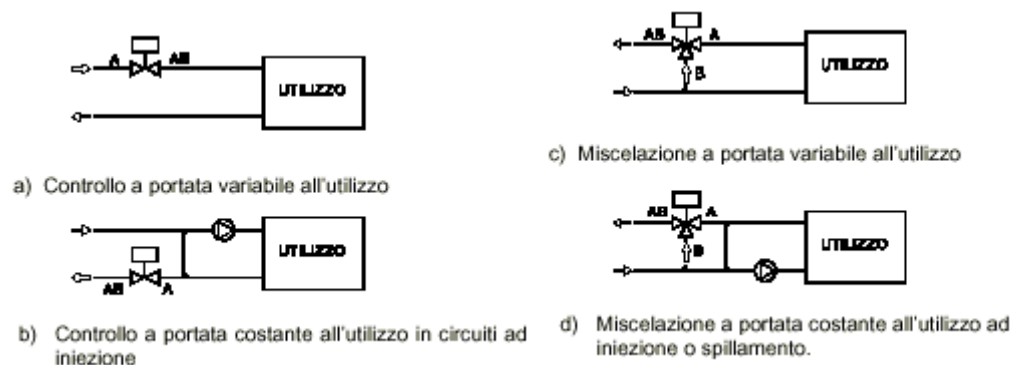 A AB
UTILIZZO
a) Controllo a portata variabile all'utilizzo
UTILIZZO
AB A
b) Controllo a portata costante all'utilizzo in circuiti ad
iniezione
AB A
B
UTILIZZO
c) Miscelazione a portata variabile all'utilizzo
AB A
B
UTILIZZO
d) Miscelazione a portata costante all'utilizzo ad
iniezione o spillamento.